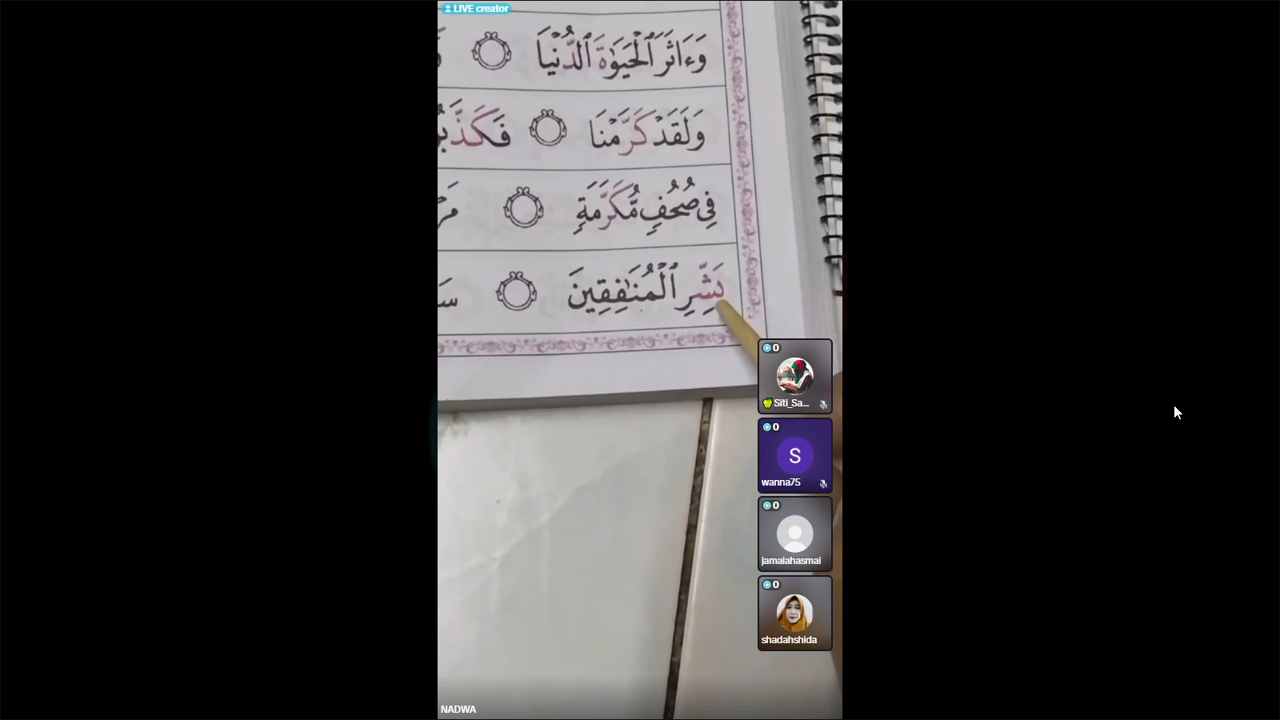 LIVE creator
وَءَاثَرَ ٱلْحَيَوٰةَ ٱلدُّنْيَا
وَلَقَدْ كَرَّمْنَا
فِى صُحُفٍ مُّكَرَّمَةٍ
بَشِّرِ ٱلْمُنَٰفِقِينَ
0
Siti_Sa...
0
S
wanna75
0
jamalahasmai
0
shadahshida
NADWA